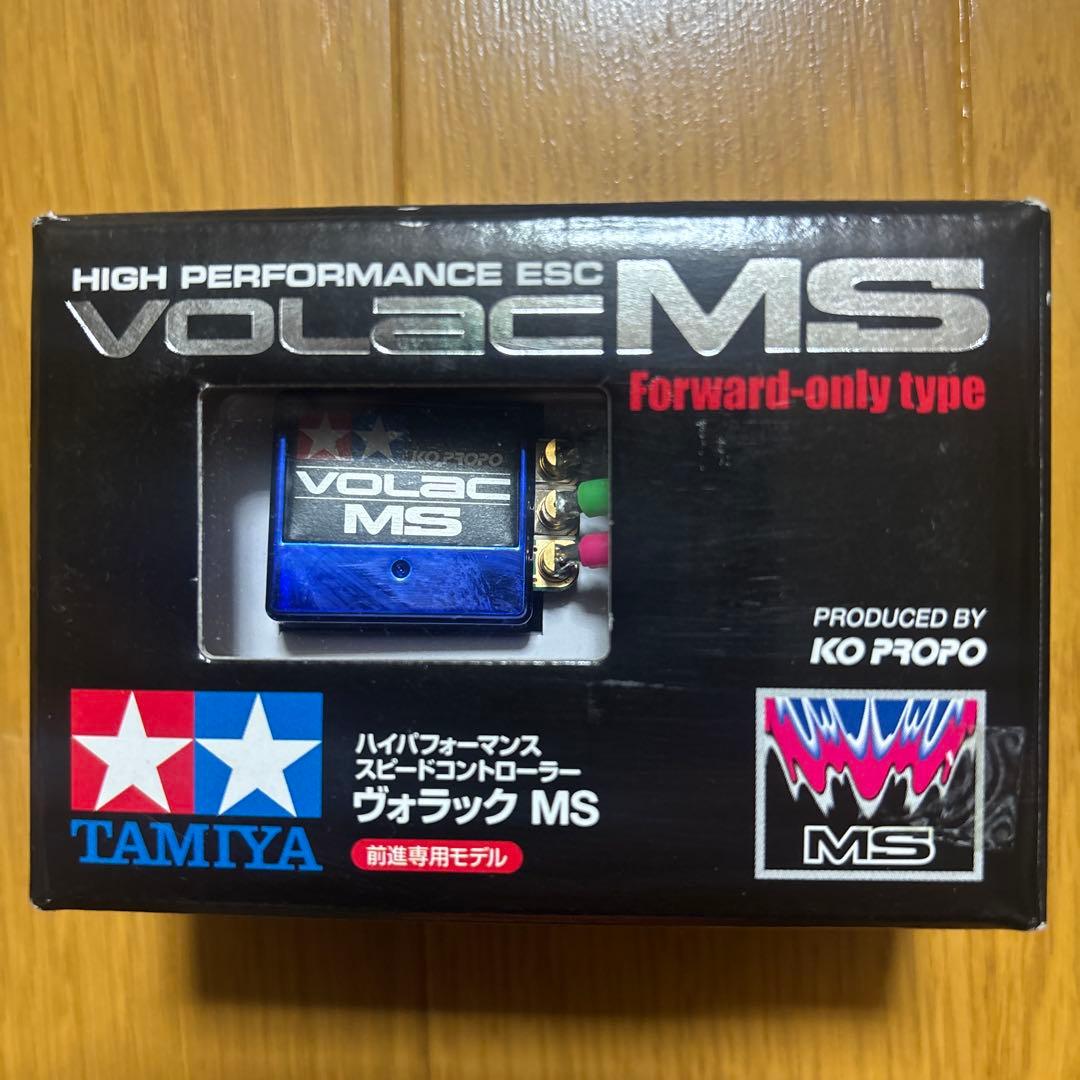 HIGH PERFORMANCE ESC
VOLac MS
Forward-only type
KO PROPO
VOLac
MS
PRODUCED BY
KO PROPO
TAMIYA
ハイパフォーマンス
スピードコントローラー
ヴォラック MS
前進専用モデル
MS